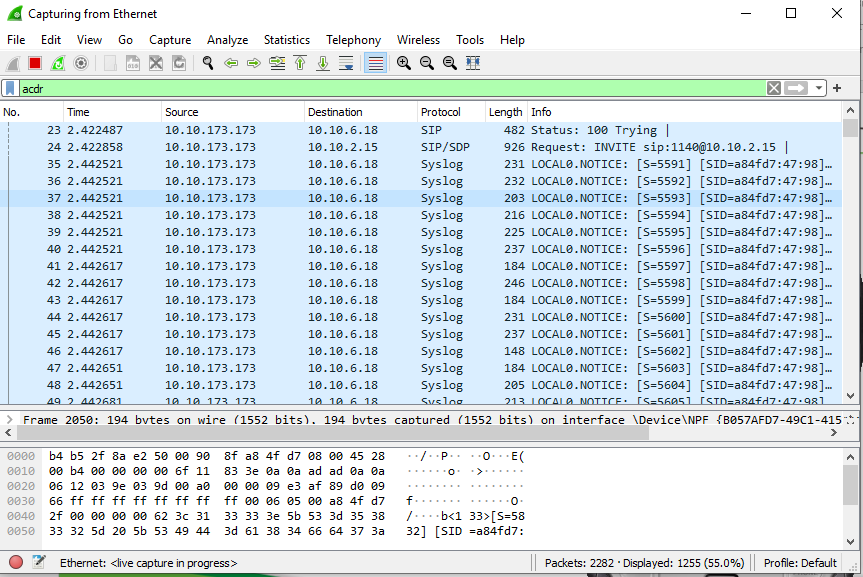 Capturing from Ethernet
File Edit View Go Capture Analyze Statistics Telephony Wireless Tools Help
acdr
No. Time Source Destination Protocol Length Info
23 2.422487 10.10.173.173 10.10.6.18 SIP 482 Status: 100 Trying |
24 2.422858 10.10.173.173 10.10.2.15 SIP/SDP 926 Request: INVITE sip:1140@10.10.2.15 |
35 2.442521 10.10.173.173 10.10.6.18 Syslog 231 LOCAL0.NOTICE: [S=5591] [SID=a84fd7:47:98]…
36 2.442521 10.10.173.173 10.10.6.18 Syslog 232 LOCAL0.NOTICE: [S=5592] [SID=a84fd7:47:98]…
37 2.442521 10.10.173.173 10.10.6.18 Syslog 203 LOCAL0.NOTICE: [S=5593] [SID=a84fd7:47:98]…
38 2.442521 10.10.173.173 10.10.6.18 Syslog 216 LOCAL0.NOTICE: [S=5594] [SID=a84fd7:47:98]…
39 2.442521 10.10.173.173 10.10.6.18 Syslog 225 LOCAL0.NOTICE: [S=5595] [SID=a84fd7:47:98]…
40 2.442521 10.10.173.173 10.10.6.18 Syslog 237 LOCAL0.NOTICE: [S=5596] [SID=a84fd7:47:98]…
41 2.442617 10.10.173.173 10.10.6.18 Syslog 184 LOCAL0.NOTICE: [S=5597] [SID=a84fd7:47:98]…
42 2.442617 10.10.173.173 10.10.6.18 Syslog 246 LOCAL0.NOTICE: [S=5598] [SID=a84fd7:47:98]…
43 2.442617 10.10.173.173 10.10.6.18 Syslog 184 LOCAL0.NOTICE: [S=5599] [SID=a84fd7:47:98]…
44 2.442617 10.10.173.173 10.10.6.18 Syslog 231 LOCAL0.NOTICE: [S=5600] [SID=a84fd7:47:98]…
45 2.442617 10.10.173.173 10.10.6.18 Syslog 237 LOCAL0.NOTICE: [S=5601] [SID=a84fd7:47:98]…
46 2.442617 10.10.173.173 10.10.6.18 Syslog 148 LOCAL0.NOTICE: [S=5602] [SID=a84fd7:47:98]…
47 2.442651 10.10.173.173 10.10.6.18 Syslog 184 LOCAL0.NOTICE: [S=5603] [SID=a84fd7:47:98]…
48 2.442651 10.10.173.173 10.10.6.18 Syslog 205 LOCAL0.NOTICE: [S=5604] [SID=a84fd7:47:98]…
49 2.442681 10.10.173.173 10.10.6.18 Syslog 213 LOCAL0.NOTICE: [S=5605] [SID=a84fd7:47:98]…
Frame 2050: 194 bytes on wire (1552 bits), 194 bytes captured (1552 bits) on interface \Device\NPF_{B057AFD7-49C1-415
0000 b4 b5 2f 8a e2 50 00 90 8f a8 4f d7 08 00 45 28 ··/··P·· ··O···E(
0010 00 b4 00 00 00 00 6f 11 83 3e 0a 0a ad ad 0a 0a ······o· ·>······
0020 06 12 03 9e 03 9d 00 a0 00 00 09 e3 af 89 d0 09 ········ ········
0030 66 ff ff ff ff ff ff ff ff 00 06 05 00 a8 4f d7 f······· ······O·
0040 2f 00 00 00 00 62 3c 31 33 33 3e 5b 53 3d 35 38 /····b<1 33>[S=58
0050 33 32 5d 20 5b 53 49 44 3d 61 38 34 66 64 37 3a 32] [SID =a84fd7:
Ethernet: <live capture in progress> Packets: 2282 · Displayed: 1255 (55.0%) Profile: Default